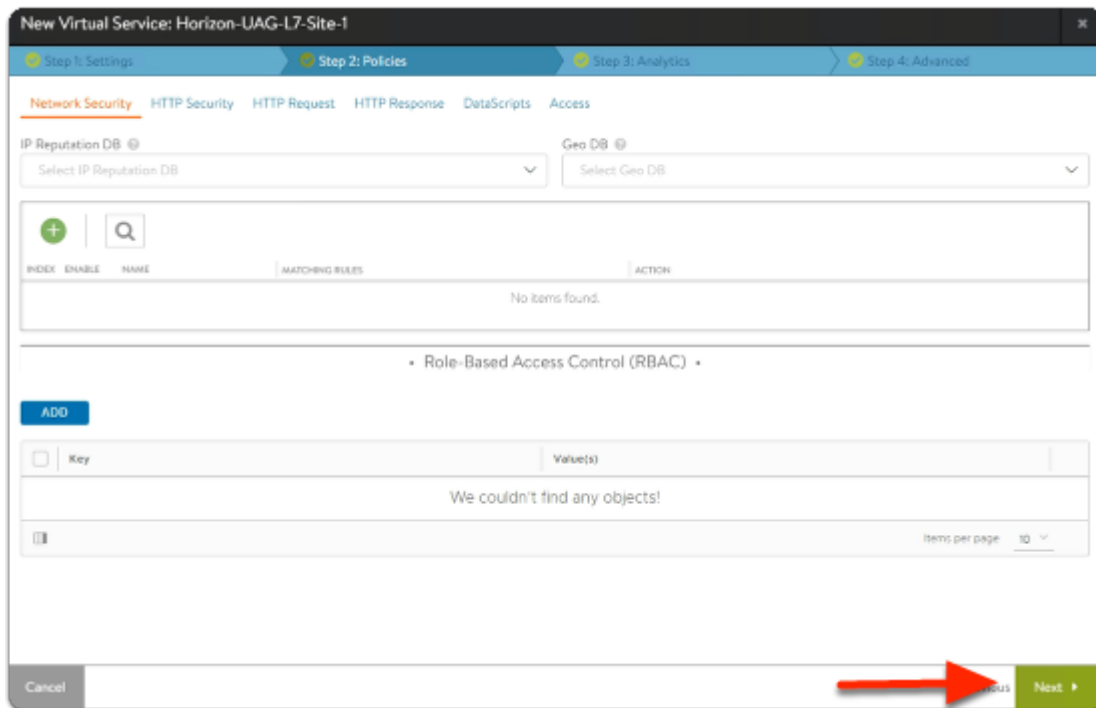 New Virtual Service: Horizon-UAG-L7-Site-1
Step 1: Settings Step 2: Policies Step 3: Analytics Step 4: Advanced
Network Security HTTP Security HTTP Request HTTP Response DataScripts Access
IP Reputation DB Geo DB
Select IP Reputation DB Select Geo DB
INDEX ENABLE NAME MATCHING RULES ACTION
No items found.
• Role-Based Access Control (RBAC) •
ADD
Key Value(s)
We couldn't find any objects!
Items per page 10
Cancel Next